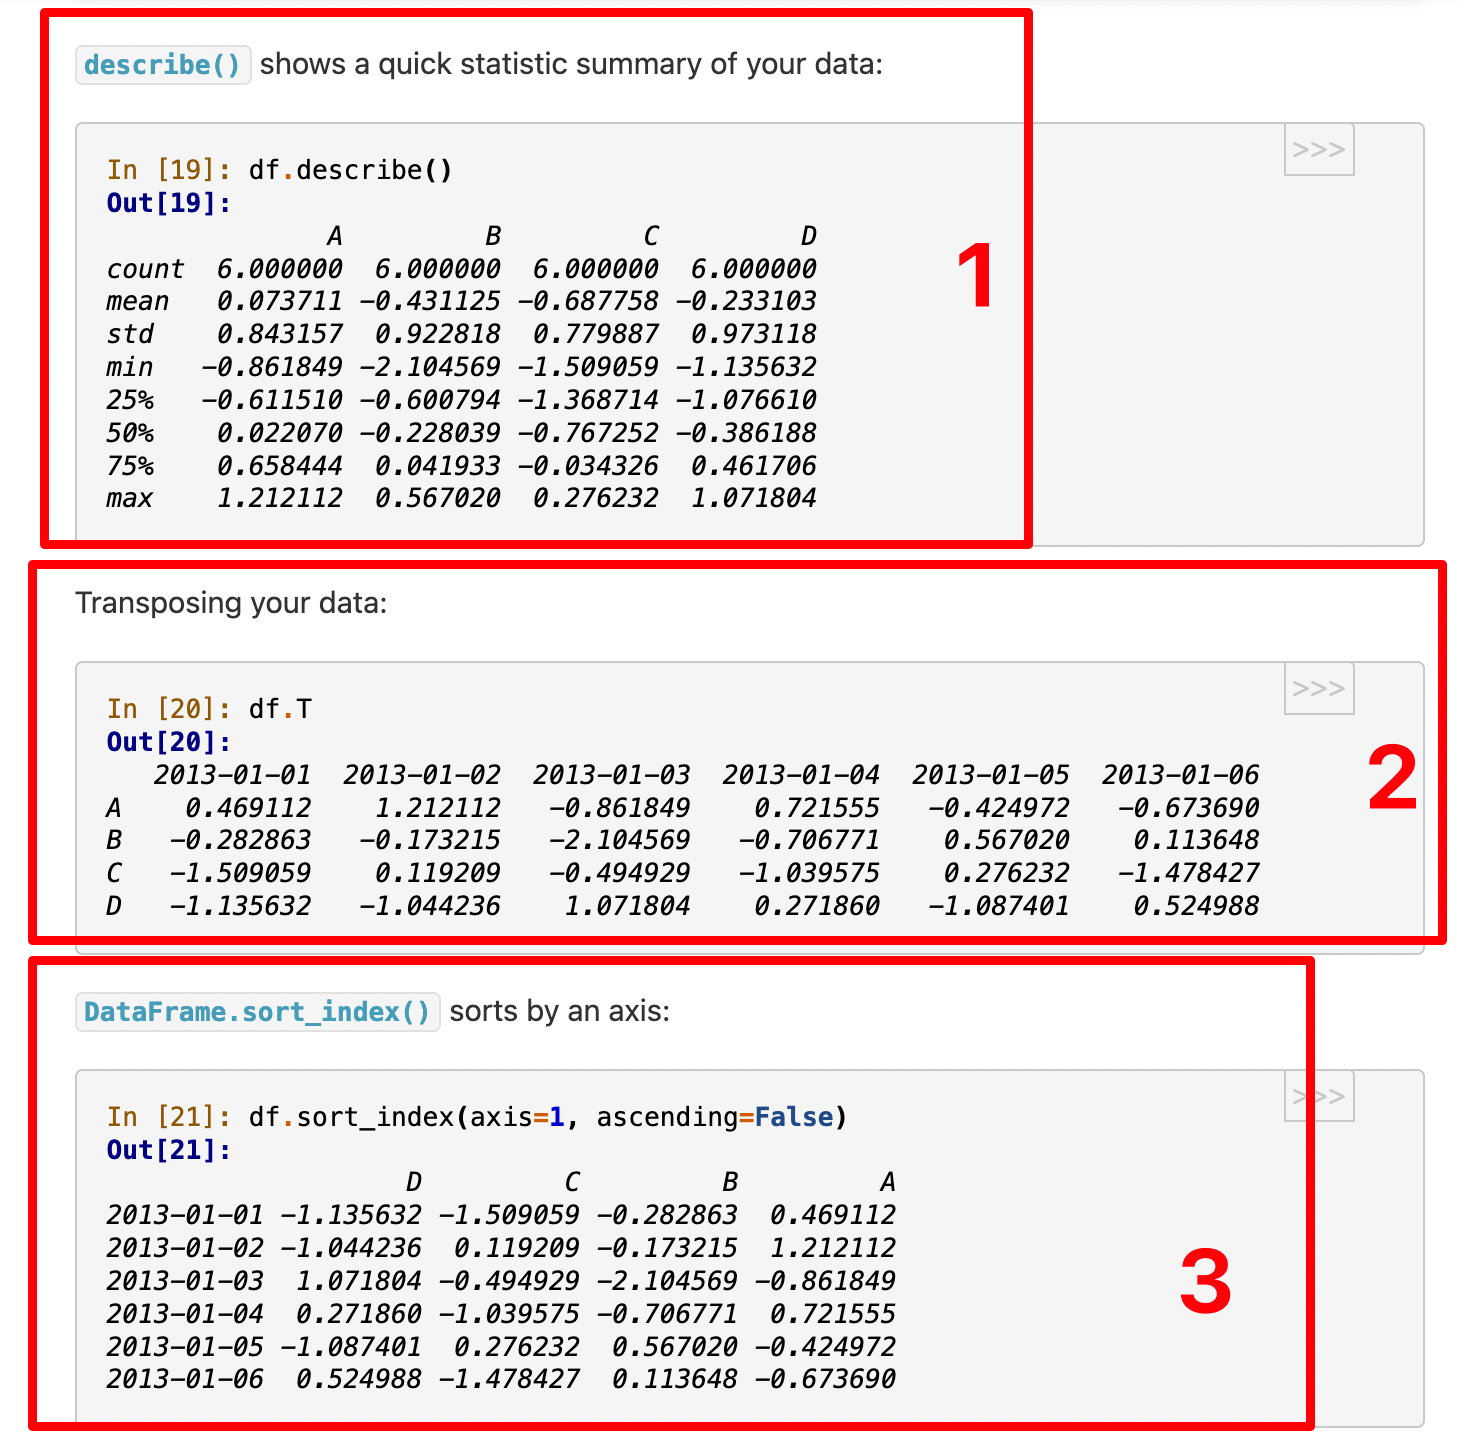 describe() shows a quick statistic summary of your data:
>>>
In [19]: df.describe()
Out[19]:
              A         B         C         D
count  6.000000  6.000000  6.000000  6.000000
mean   0.073711 -0.431125 -0.687758 -0.233103
std    0.843157  0.922818  0.779887  0.973118
min   -0.861849 -2.104569 -1.509059 -1.135632
25%   -0.611510 -0.600794 -1.368714 -1.076610
50%    0.022070 -0.228039 -0.767252 -0.386188
75%    0.658444  0.041933 -0.034326  0.461706
max    1.212112  0.567020  0.276232  1.071804
1
Transposing your data:
>>>
In [20]: df.T
Out[20]:
   2013-01-01  2013-01-02  2013-01-03  2013-01-04  2013-01-05  2013-01-06
A    0.469112    1.212112   -0.861849    0.721555   -0.424972   -0.673690
B   -0.282863   -0.173215   -2.104569   -0.706771    0.567020    0.113648
C   -1.509059    0.119209   -0.494929   -1.039575    0.276232   -1.478427
D   -1.135632   -1.044236    1.071804    0.271860   -1.087401    0.524988
2
DataFrame.sort_index() sorts by an axis:
>>>
In [21]: df.sort_index(axis=1, ascending=False)
Out[21]:
                   D         C         B         A
2013-01-01 -1.135632 -1.509059 -0.282863  0.469112
2013-01-02 -1.044236  0.119209 -0.173215  1.212112
2013-01-03  1.071804 -0.494929 -2.104569 -0.861849
2013-01-04  0.271860 -1.039575 -0.706771  0.721555
2013-01-05 -1.087401  0.276232  0.567020 -0.424972
2013-01-06  0.524988 -1.478427  0.113648 -0.673690
3